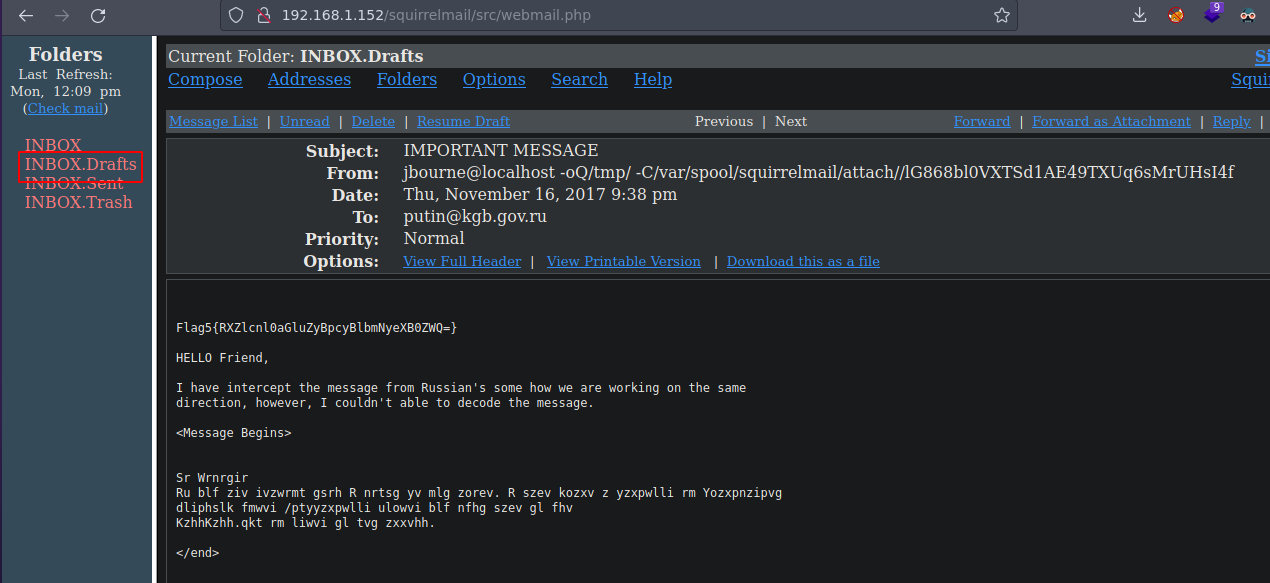 192.168.1.152/squirrelmail/src/webmail.php
9
Folders
Last Refresh:
Mon, 12:09 pm
(Check mail)
INBOX
INBOX.Drafts
INBOX.Sent
INBOX.Trash
Current Folder: INBOX.Drafts
Compose Addresses Folders Options Search Help
Message List | Unread | Delete | Resume Draft Previous | Next Forward | Forward as Attachment | Reply |
Subject: IMPORTANT MESSAGE
From: jbourne@localhost -oQ/tmp/ -C/var/spool/squirrelmail/attach//lG868bl0VXTSd1AE49TXUq6sMrUHsI4f
Date: Thu, November 16, 2017 9:38 pm
To: putin@kgb.gov.ru
Priority: Normal
Options: View Full Header | View Printable Version | Download this as a file
Flag5{RXZlcnl0aGluZyBpcyBlbmNyeXB0ZWQ=}
HELLO Friend,
I have intercept the message from Russian's some how we are working on the same
direction, however, I couldn't able to decode the message.
<Message Begins>
Sr Wrnrgir
Ru blf ziv ivzwrmt gsrh R nrtsg yv mlg zorev. R szev kozxv z yzxpwlli rm Yozxpnzipvg
dliphslk fmwvi /ptyyzxpwlli ulowvi blf nfhg szev gl fhv
KzhhKzhh.qkt rm liwvi gl tvg zxxvhh.
</end>